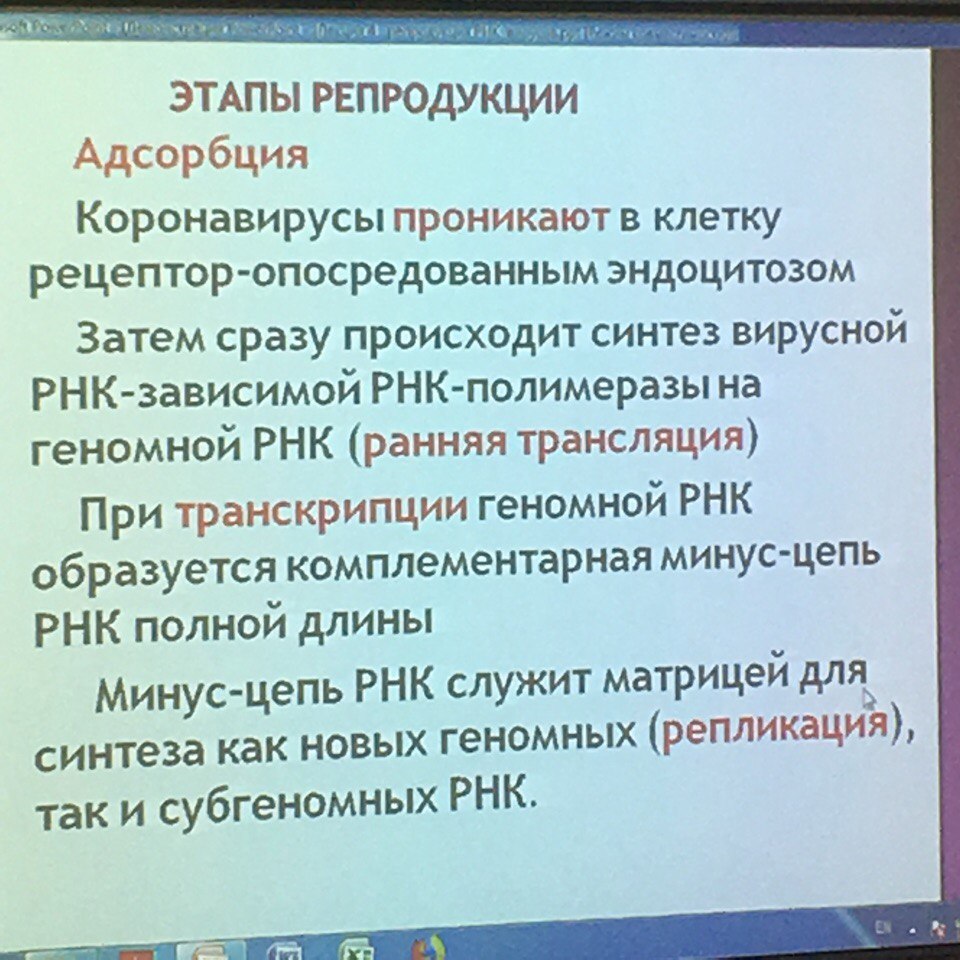 ЭТАПЫ РЕПРОДУКЦИИ
Адсорбция
Коронавирусы проникают в клетку
рецептор-опосредованным эндоцитозом
Затем сразу происходит синтез вирусной
РНК-зависимой РНК-полимеразы на
геномной РНК (ранняя трансляция)
При транскрипции геномной РНК
образуется комплементарная минус-цепь
РНК полной длины
Минус-цепь РНК служит матрицей для
синтеза как новых геномных (репликация),
так и субгеномных РНК.
EN